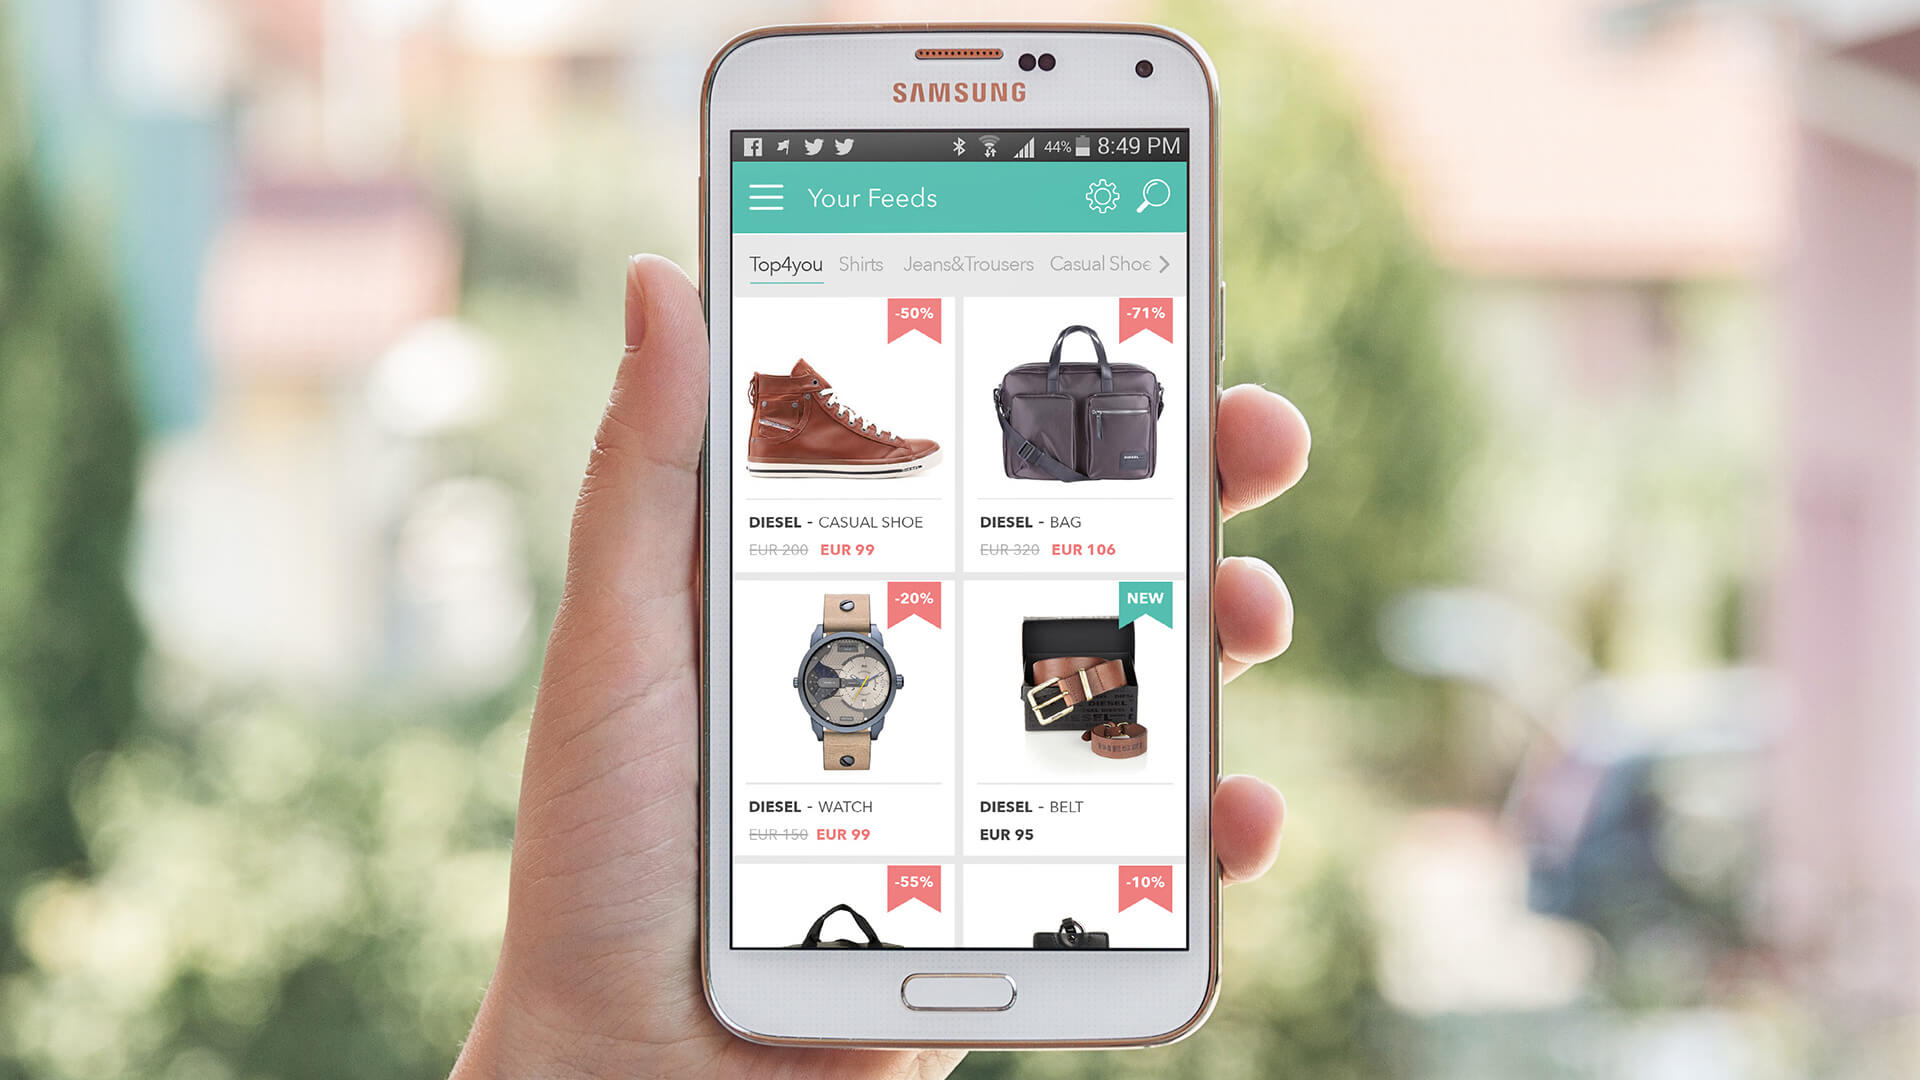 SAMSUNG
44% 8:49 PM
Your Feeds
Top4you Shirts Jeans&Trousers Casual Shoe
-50%
DIESEL - CASUAL SHOE
EUR 200 EUR 99
-71%
DIESEL
DIESEL - BAG
EUR 320 EUR 106
-20%
DIESEL - WATCH
EUR 150 EUR 99
NEW
DIESEL
DIESEL - BELT
EUR 95
-55%
-10%